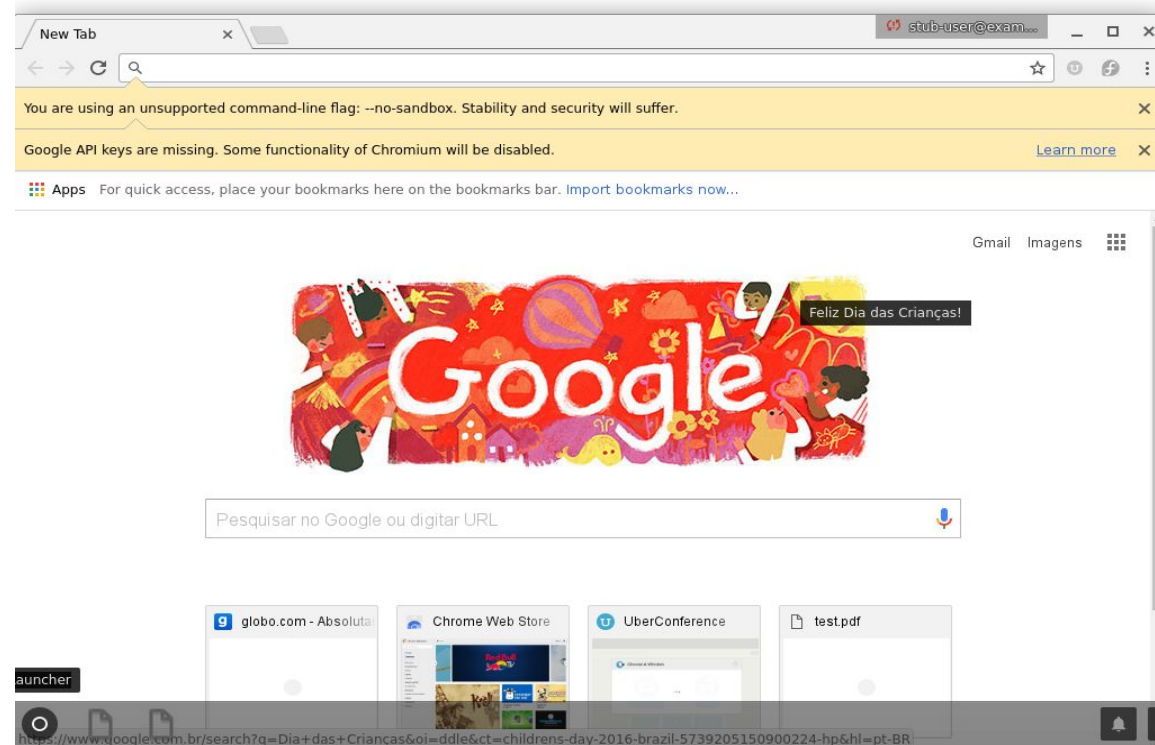 New Tab
stub-user@exam...
You are using an unsupported command-line flag: --no-sandbox. Stability and security will suffer.
Google API keys are missing. Some functionality of Chromium will be disabled.
Learn more
Apps
For quick access, place your bookmarks here on the bookmarks bar. Import bookmarks now...
Gmail
Imagens
Feliz Dia das Crianças!
Google
Pesquisar no Google ou digitar URL
globo.com - Absoluta
Chrome Web Store
UberConference
test.pdf
auncher
https://www.google.com.br/search?q=Dia+das+Crianças&oi=ddle&ct=childrens-day-2016-brazil-5739205150900224-hp&hl=pt-BR